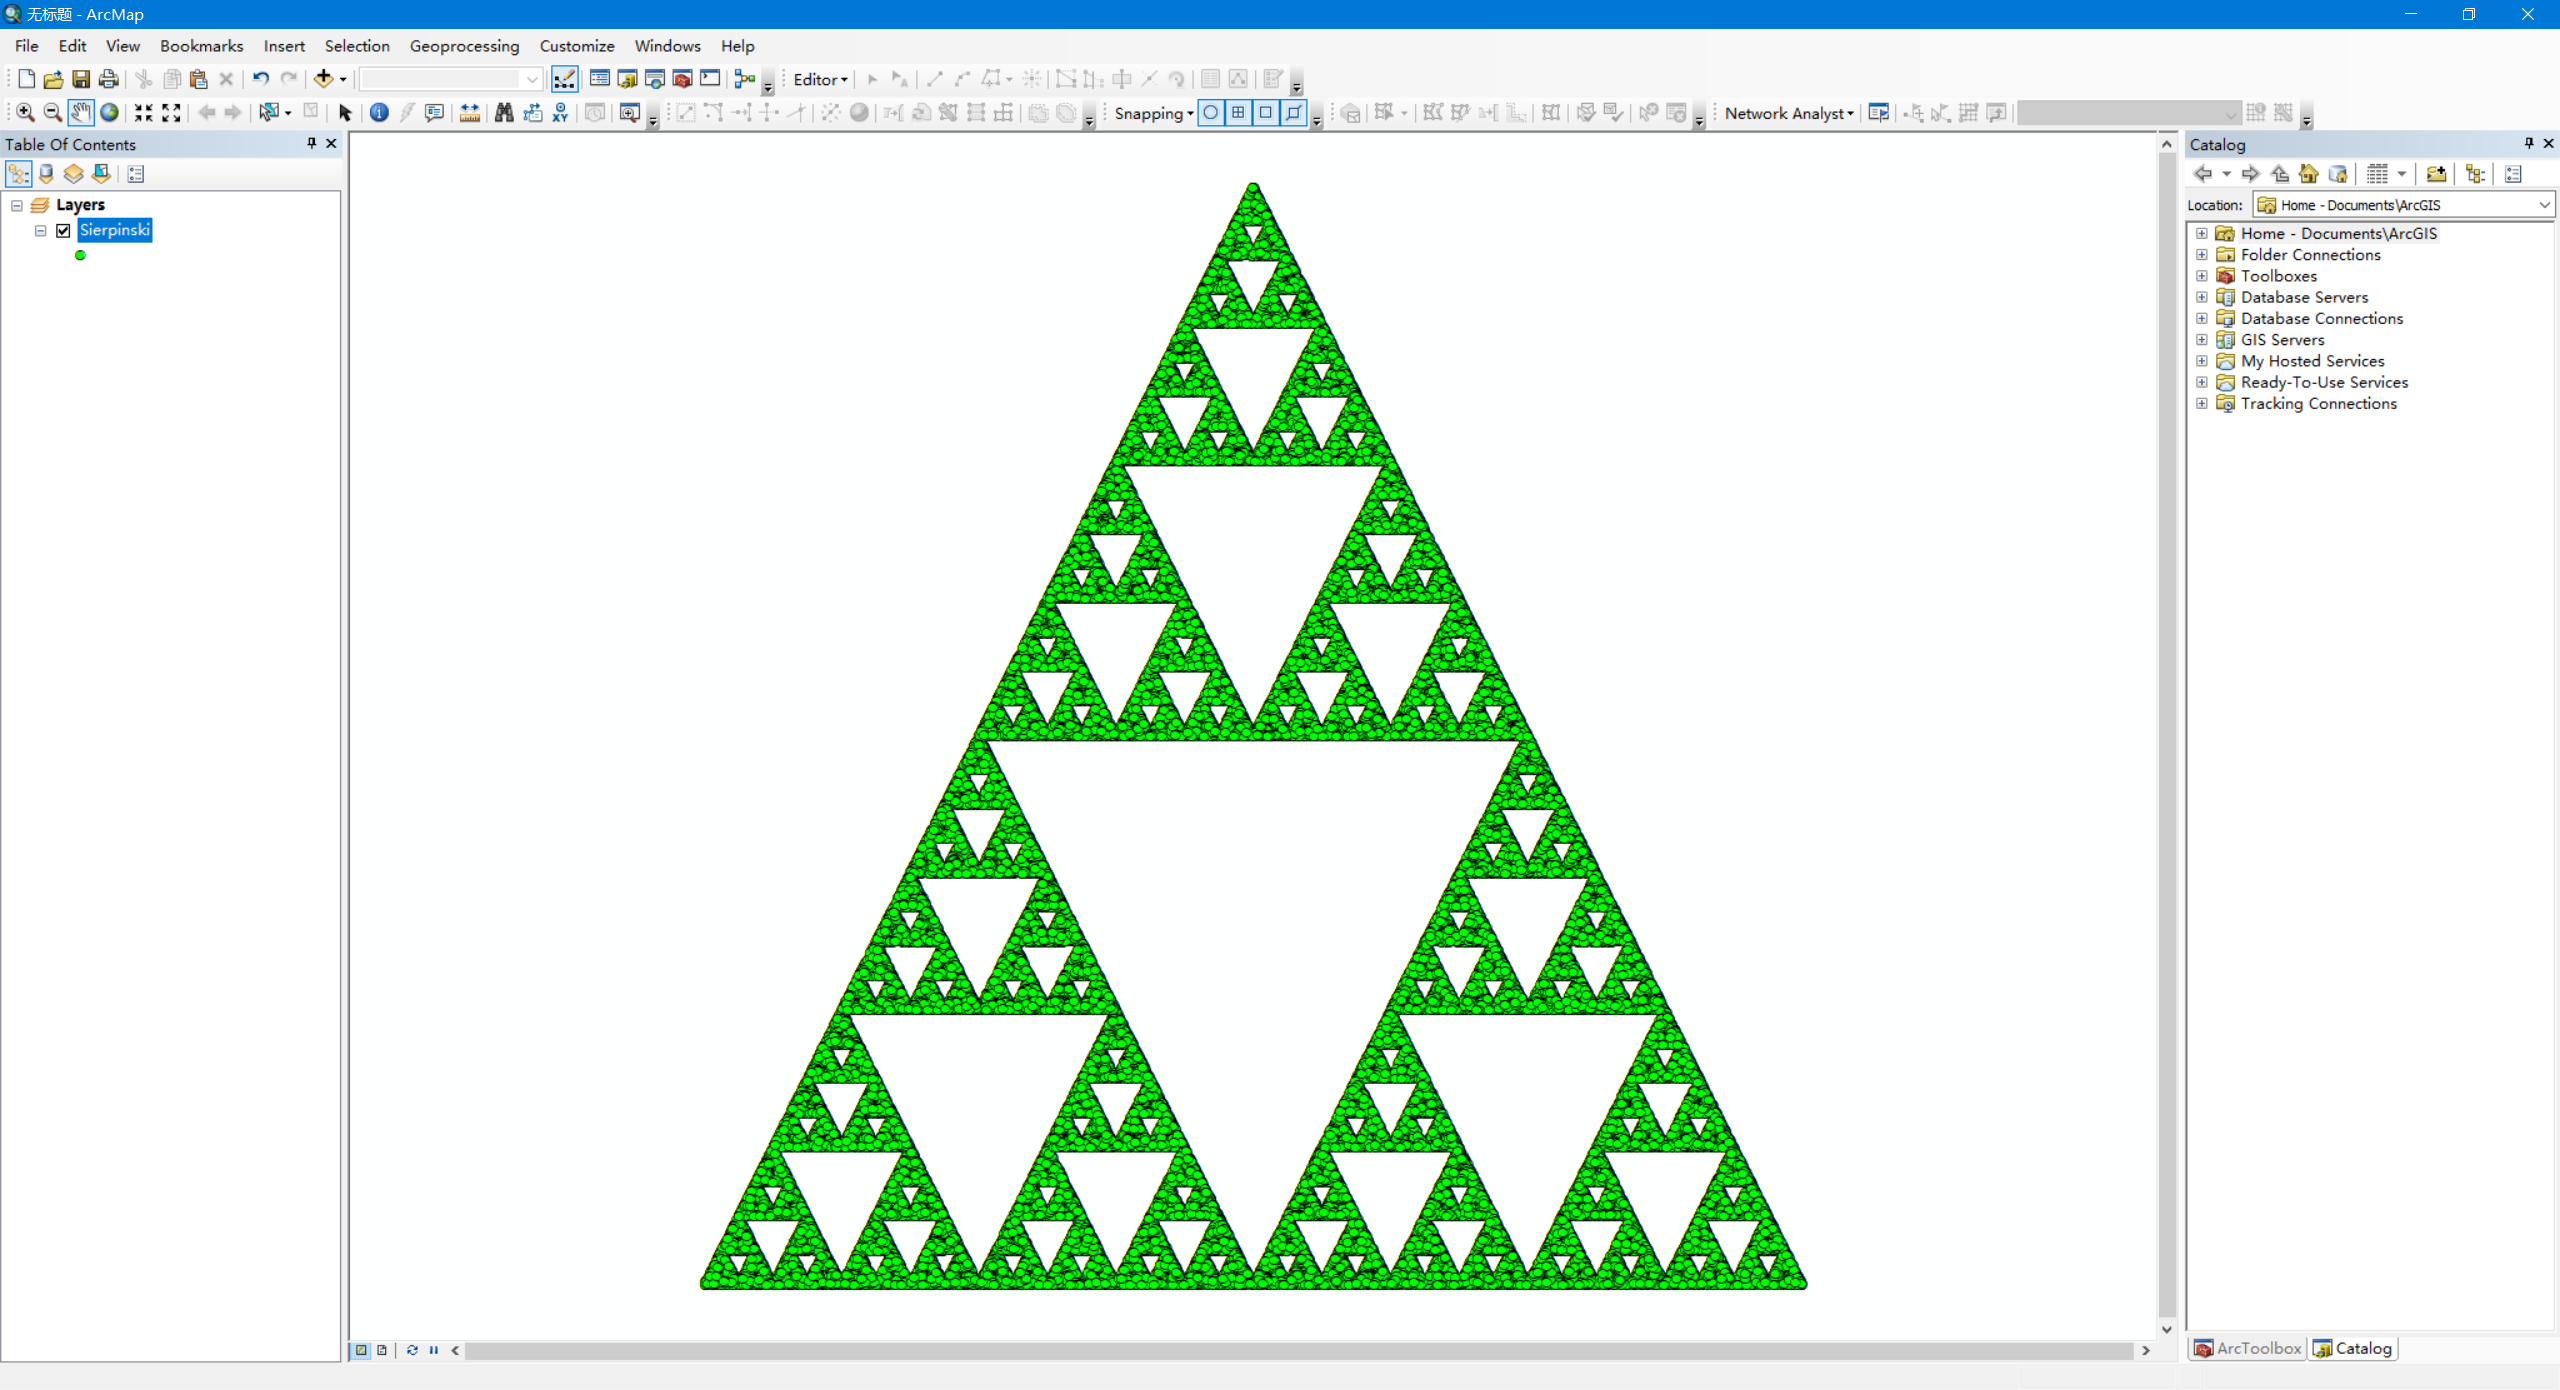 无标题 - ArcMap
File Edit View Bookmarks Insert Selection Geoprocessing Customize Windows Help
Editor
Snapping
Network Analyst
Table Of Contents
Layers
Sierpinski
Catalog
Location: Home - Documents\ArcGIS
Home - Documents\ArcGIS
Folder Connections
Toolboxes
Database Servers
Database Connections
GIS Servers
My Hosted Services
Ready-To-Use Services
Tracking Connections
ArcToolbox Catalog